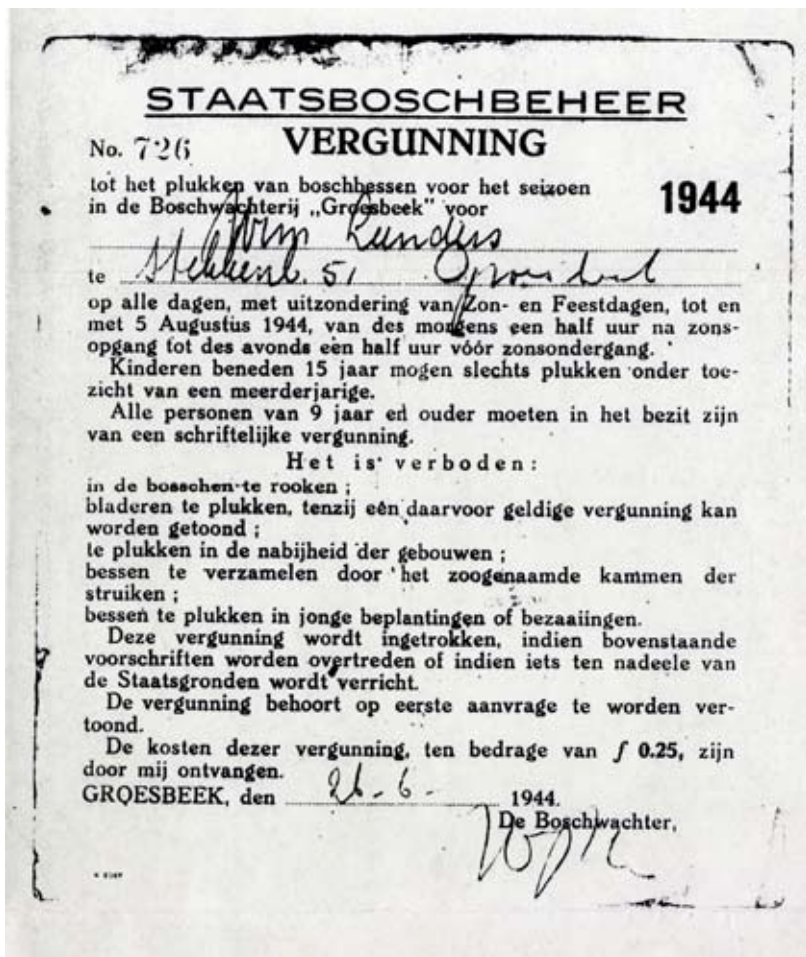 STAATSBOSCHBEHEER
No. 726 VERGUNNING
tot het plukken van boschbessen voor het seizoen 1944
in de Boschwachterij „Groesbeek” voor
Wim Lunders
te 51 Groesbeek
op alle dagen, met uitzondering van Zon- en Feestdagen, tot en
met 5 Augustus 1944, van des morgens een half uur na zons-
opgang tot des avonds een half uur vóór zonsondergang.
Kinderen beneden 15 jaar mogen slechts plukken onder toe-
zicht van een meerderjarige.
Alle personen van 9 jaar en ouder moeten in het bezit zijn
van een schriftelijke vergunning.
Het is verboden:
in de bosschen te rooken ;
bladeren te plukken, tenzij één daarvoor geldige vergunning kan
worden getoond ;
te plukken in de nabijheid der gebouwen ;
bessen te verzamelen door het zoogenaamde kammen der
struiken ;
bessen te plukken in jonge beplantingen of bezaaiingen.
Deze vergunning wordt ingetrokken, indien bovenstaande
voorschriften worden overtreden of indien iets ten nadeele van
de Staatsgronden wordt verricht.
De vergunning behoort op eerste aanvrage te worden ver-
toond.
De kosten dezer vergunning, ten bedrage van ƒ 0.25, zijn
door mij ontvangen.
GROESBEEK, den 26-6- 1944.
De Boschwachter,